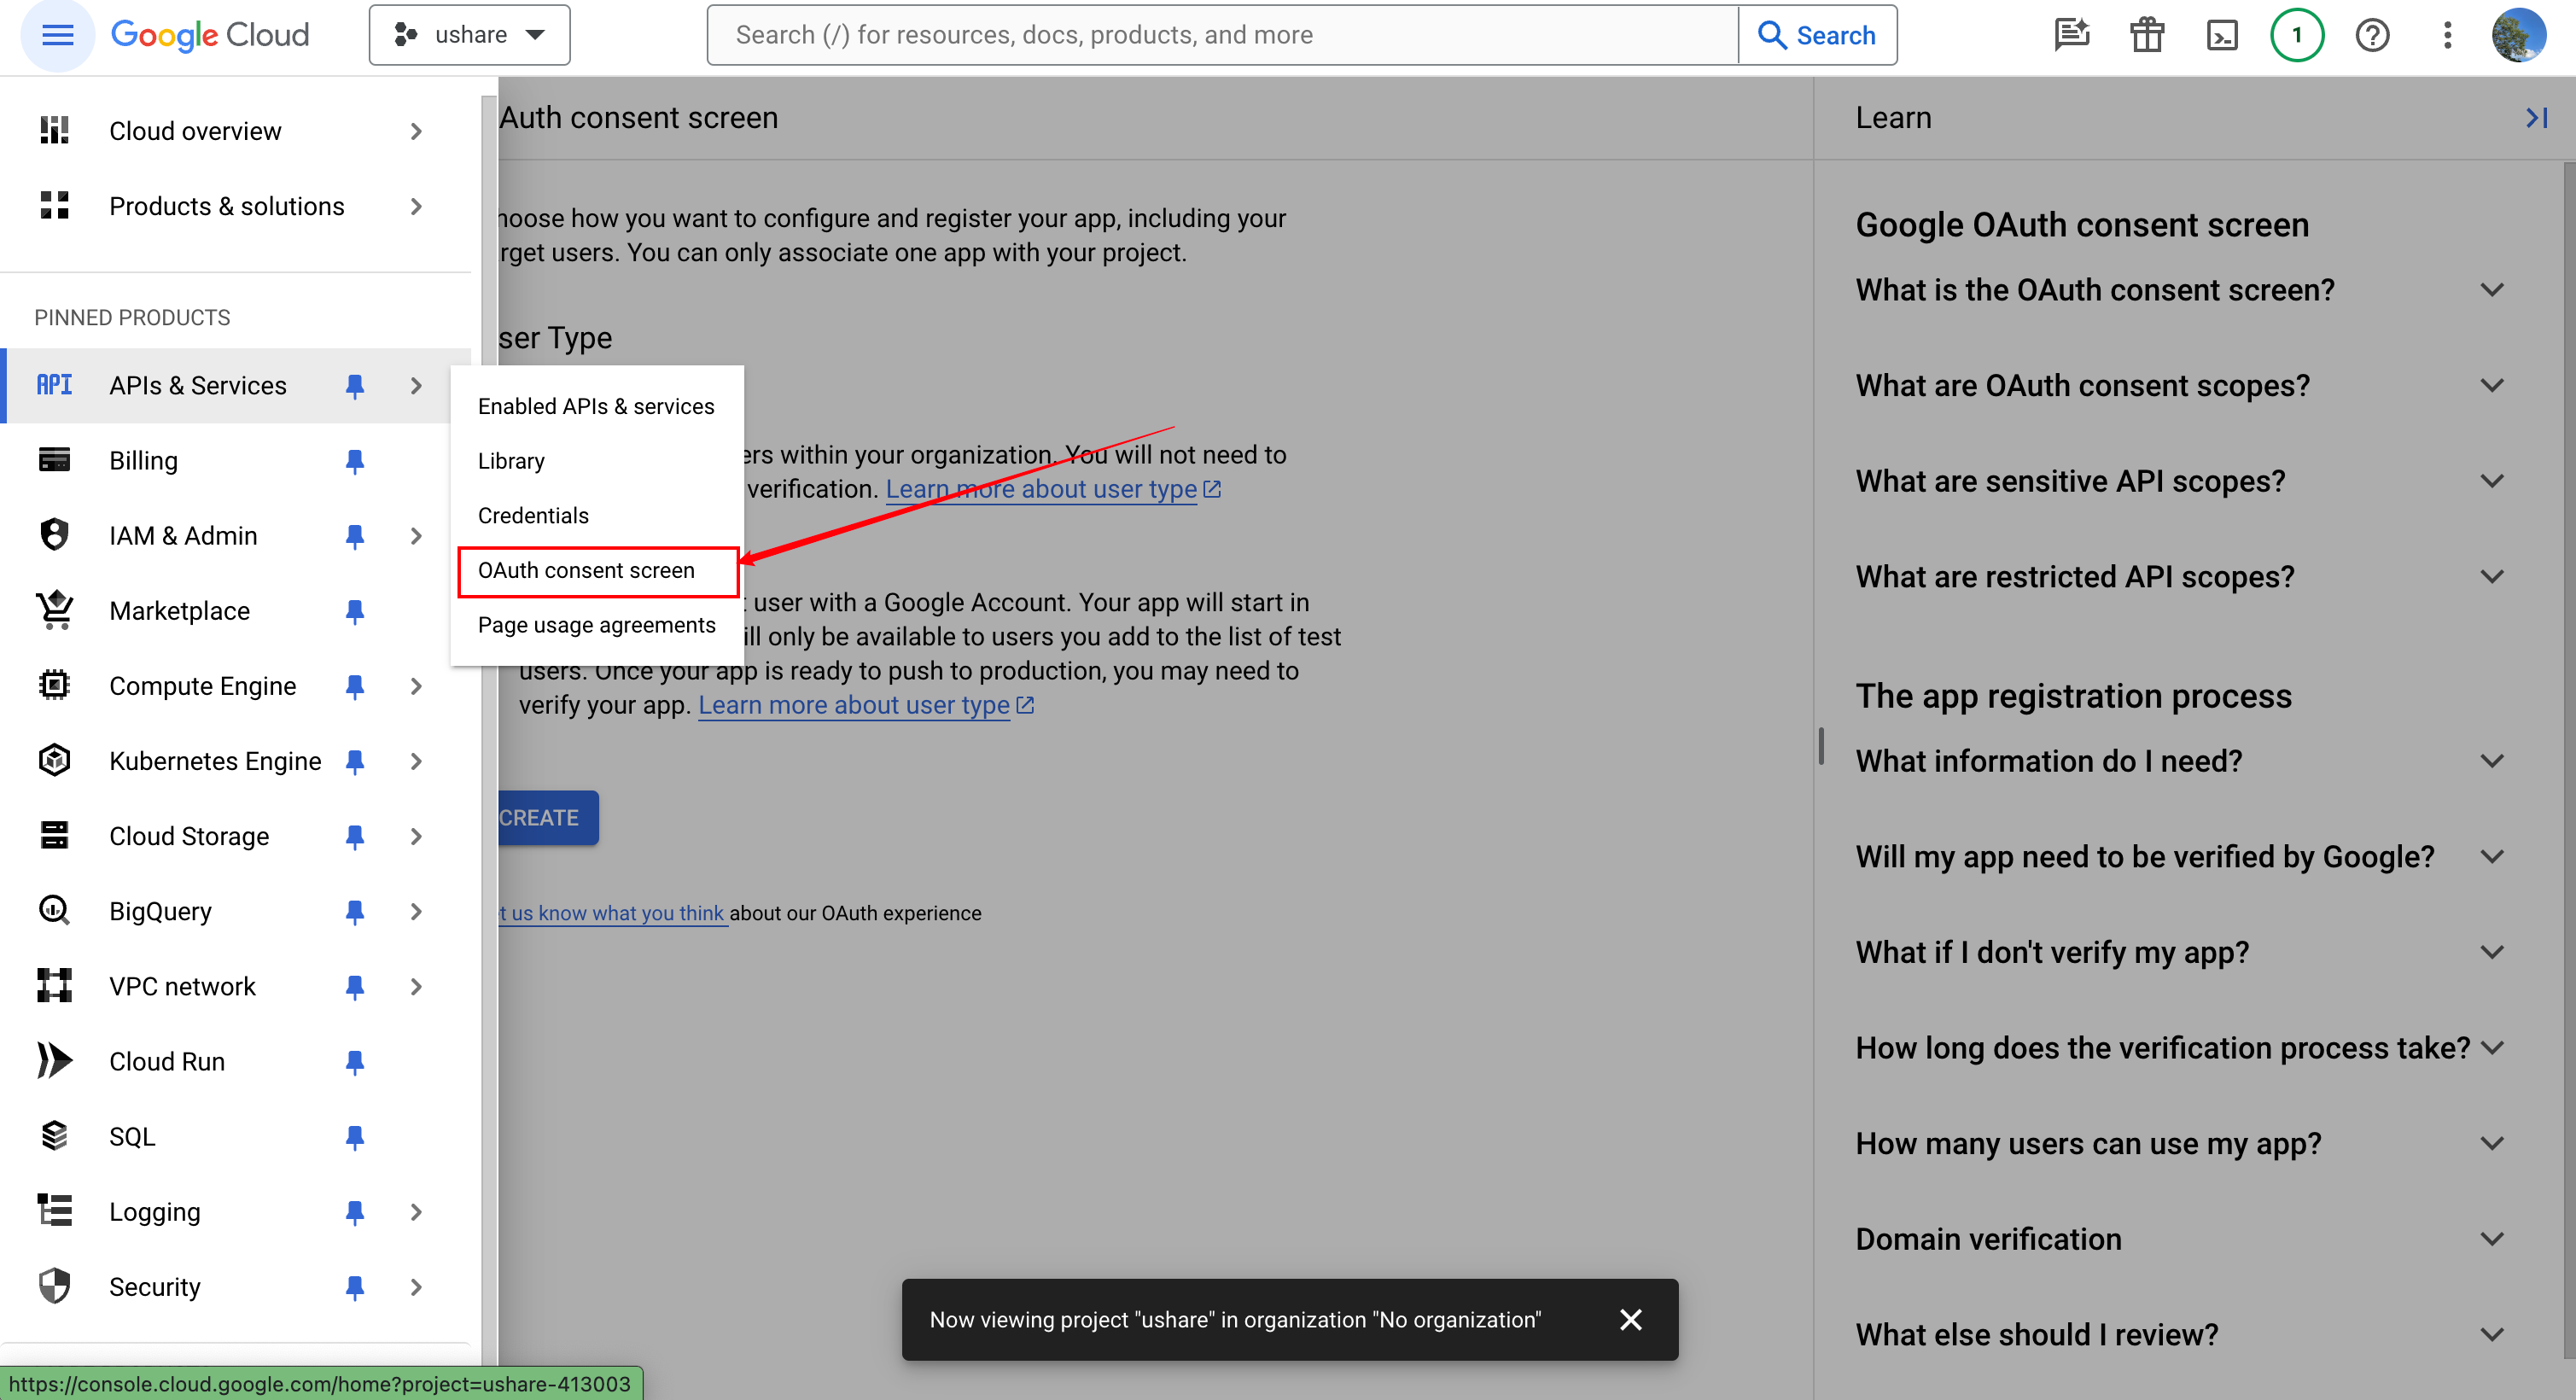 Google Cloud
ushare
Search (/) for resources, docs, products, and more
Search
1
Cloud overview
Products & solutions
PINNED PRODUCTS
API
APIs & Services
Billing
IAM & Admin
Marketplace
Compute Engine
Kubernetes Engine
Cloud Storage
BigQuery
VPC network
Cloud Run
SQL
Logging
Security
https://console.cloud.google.com/home?project=ushare-413003
Enabled APIs & services
Library
Credentials
OAuth consent screen
Page usage agreements
Auth consent screen
hoose how you want to configure and register your app, including your
rget users. You can only associate one app with your project.
ser Type
ers within your organization. You will not need to
verification. Learn more about user type
user with a Google Account. Your app will start in
ill only be available to users you add to the list of test
users. Once your app is ready to push to production, you may need to
verify your app. Learn more about user type
CREATE
t us know what you think about our OAuth experience
Now viewing project "ushare" in organization "No organization"
Learn
Google OAuth consent screen
What is the OAuth consent screen?
What are OAuth consent scopes?
What are sensitive API scopes?
What are restricted API scopes?
The app registration process
What information do I need?
Will my app need to be verified by Google?
What if I don't verify my app?
How long does the verification process take?
How many users can use my app?
Domain verification
What else should I review?